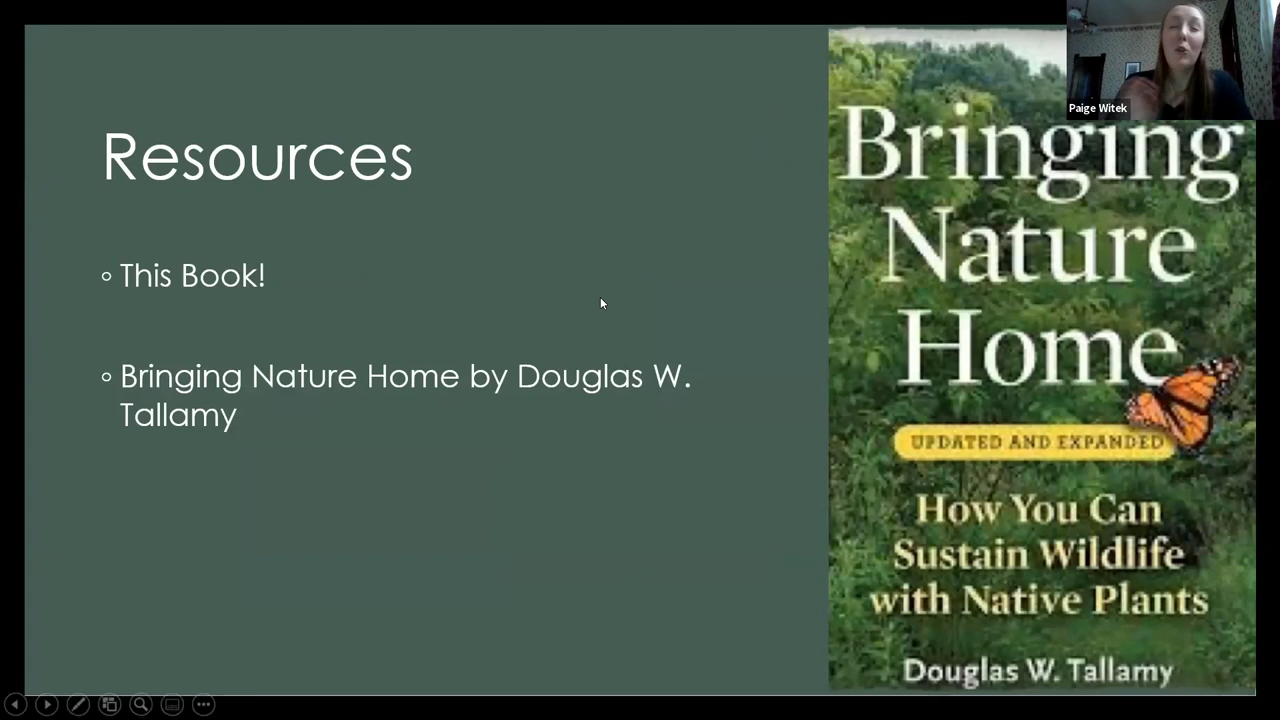 Resources
This Book!
Bringing Nature Home by Douglas W.
Tallamy
Paige Witek
Bringing
Nature
Home
UPDATED AND EXPANDED
How You Can
Sustain Wildlife
with Native Plants
Douglas W. Tallamy